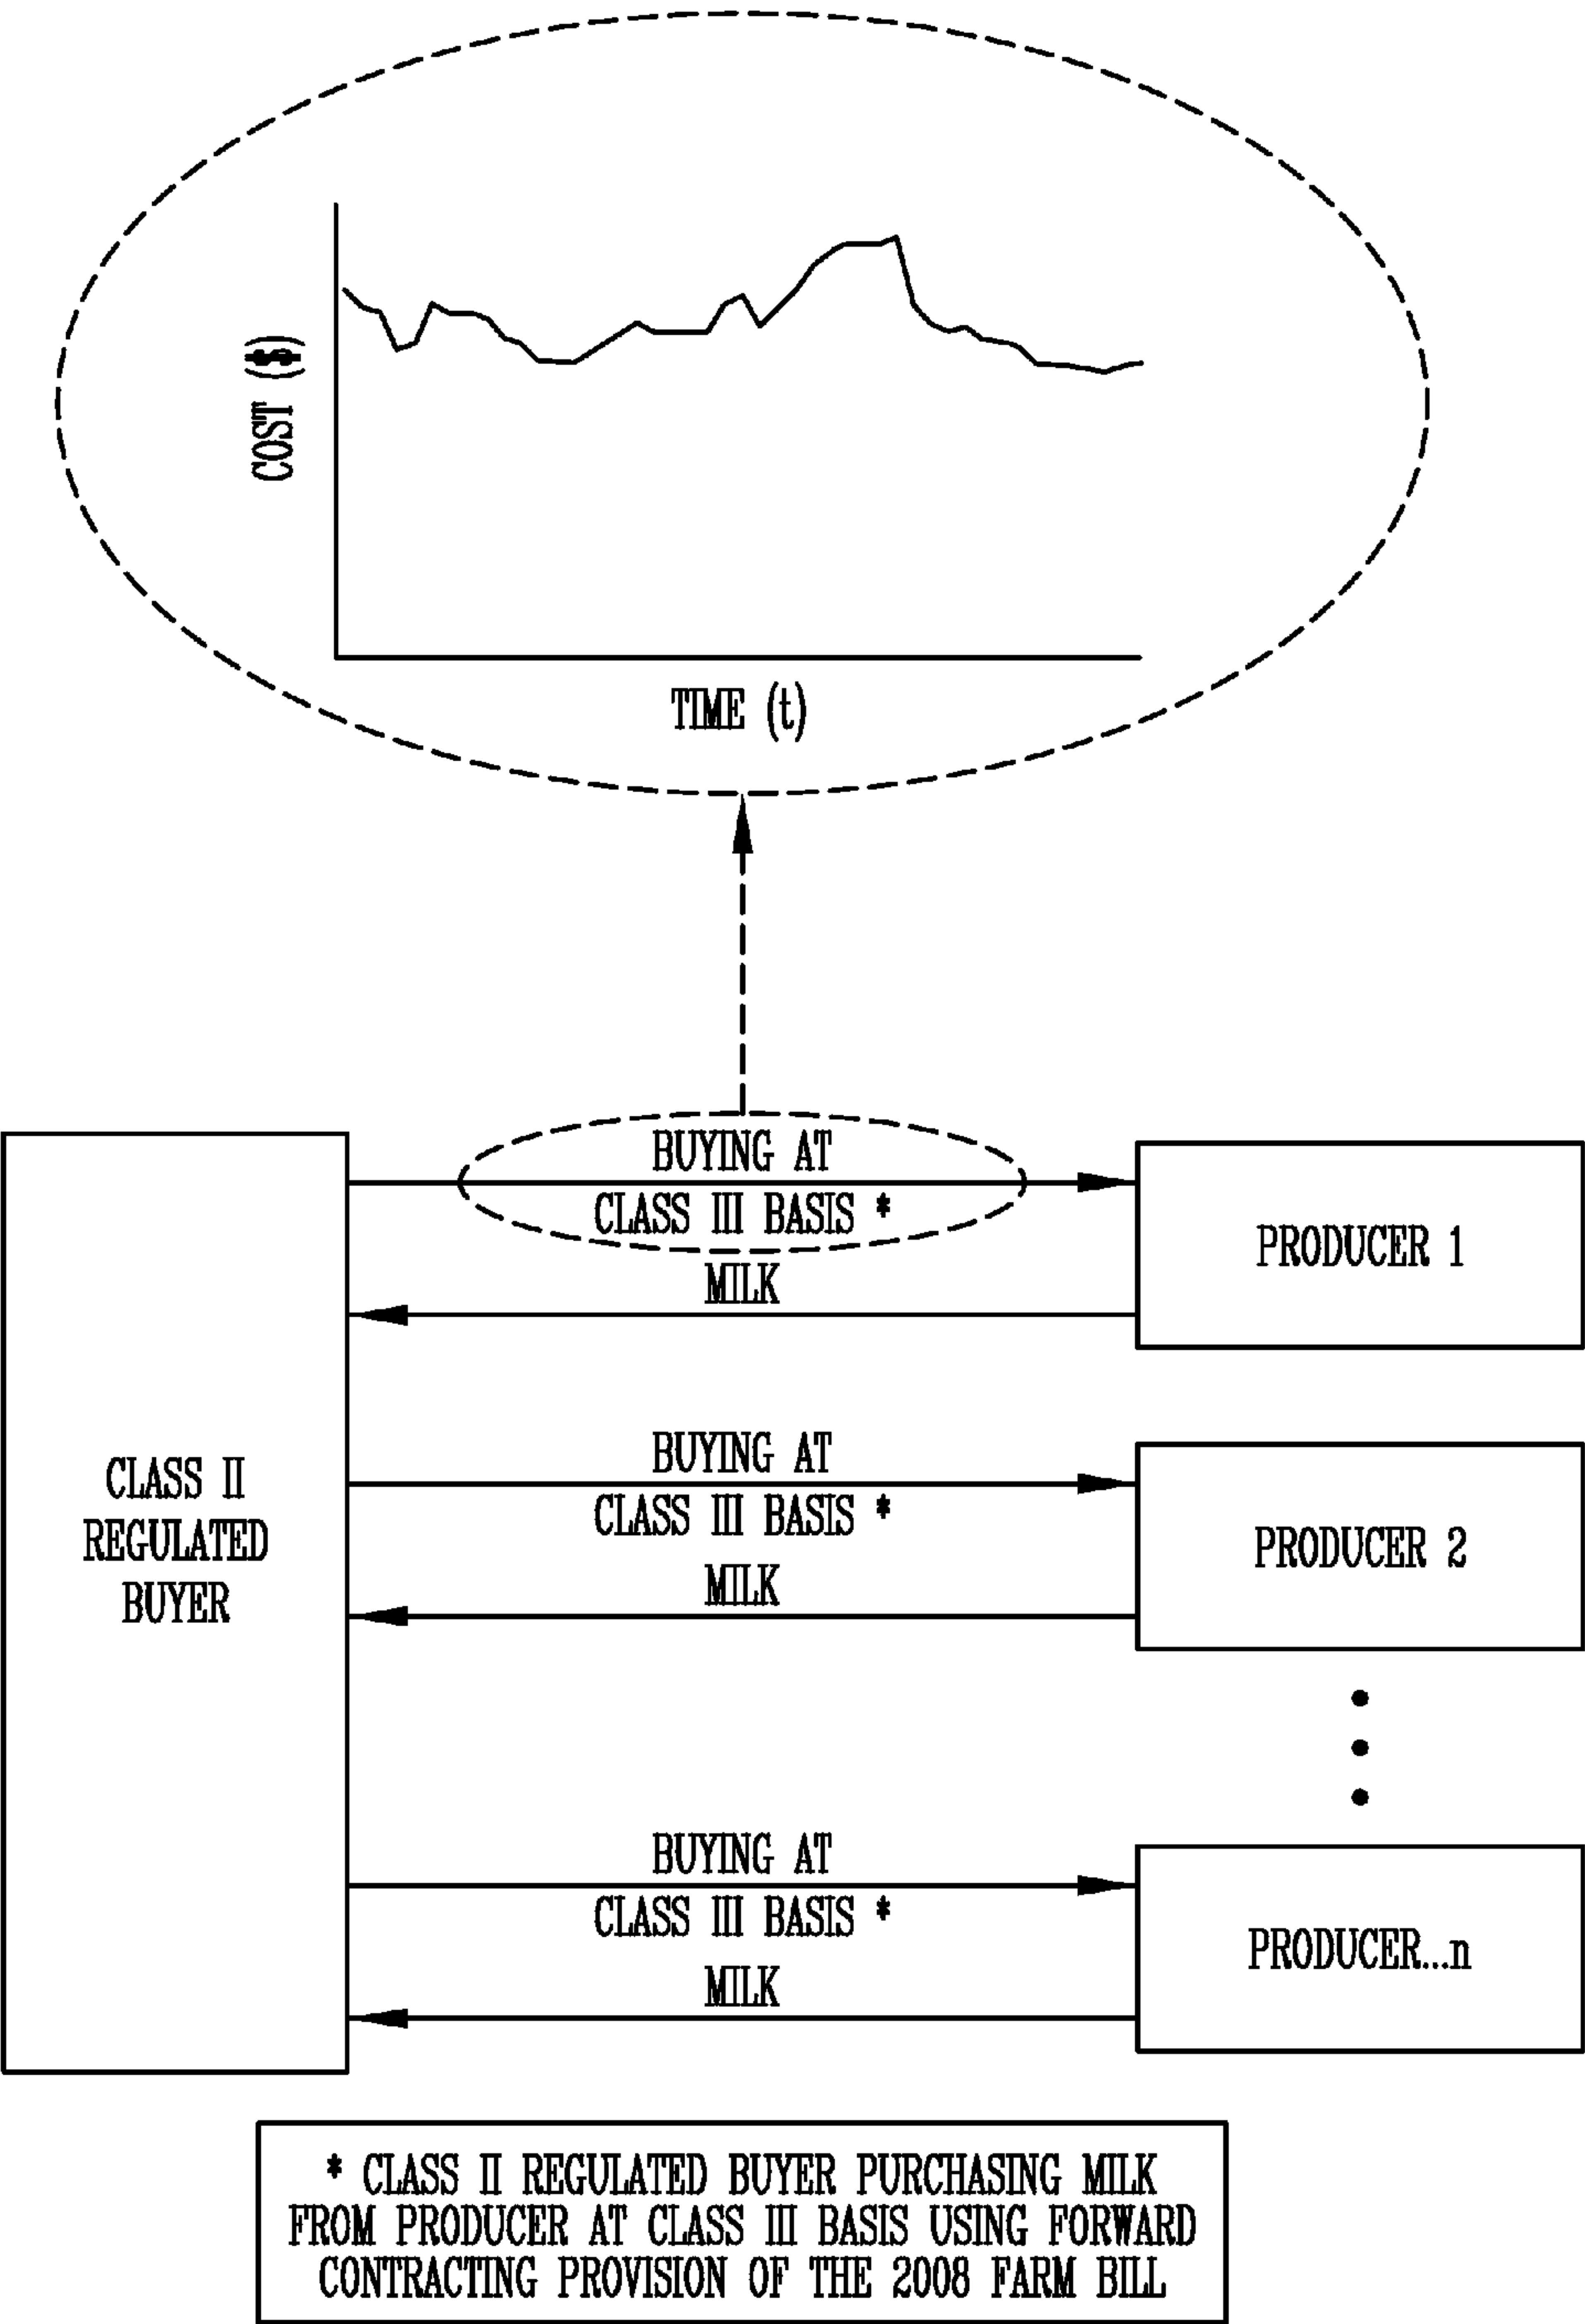 COST ($)
TIME (t)
BUYING AT
CLASS III BASIS *
MILK
PRODUCER 1
CLASS II
REGULATED
BUYER
BUYING AT
CLASS III BASIS *
MILK
PRODUCER 2
BUYING AT
CLASS III BASIS *
MILK
PRODUCER...n
* CLASS II REGULATED BUYER PURCHASING MILK
FROM PRODUCER AT CLASS III BASIS USING FORWARD
CONTRACTING PROVISION OF THE 2008 FARM BILL